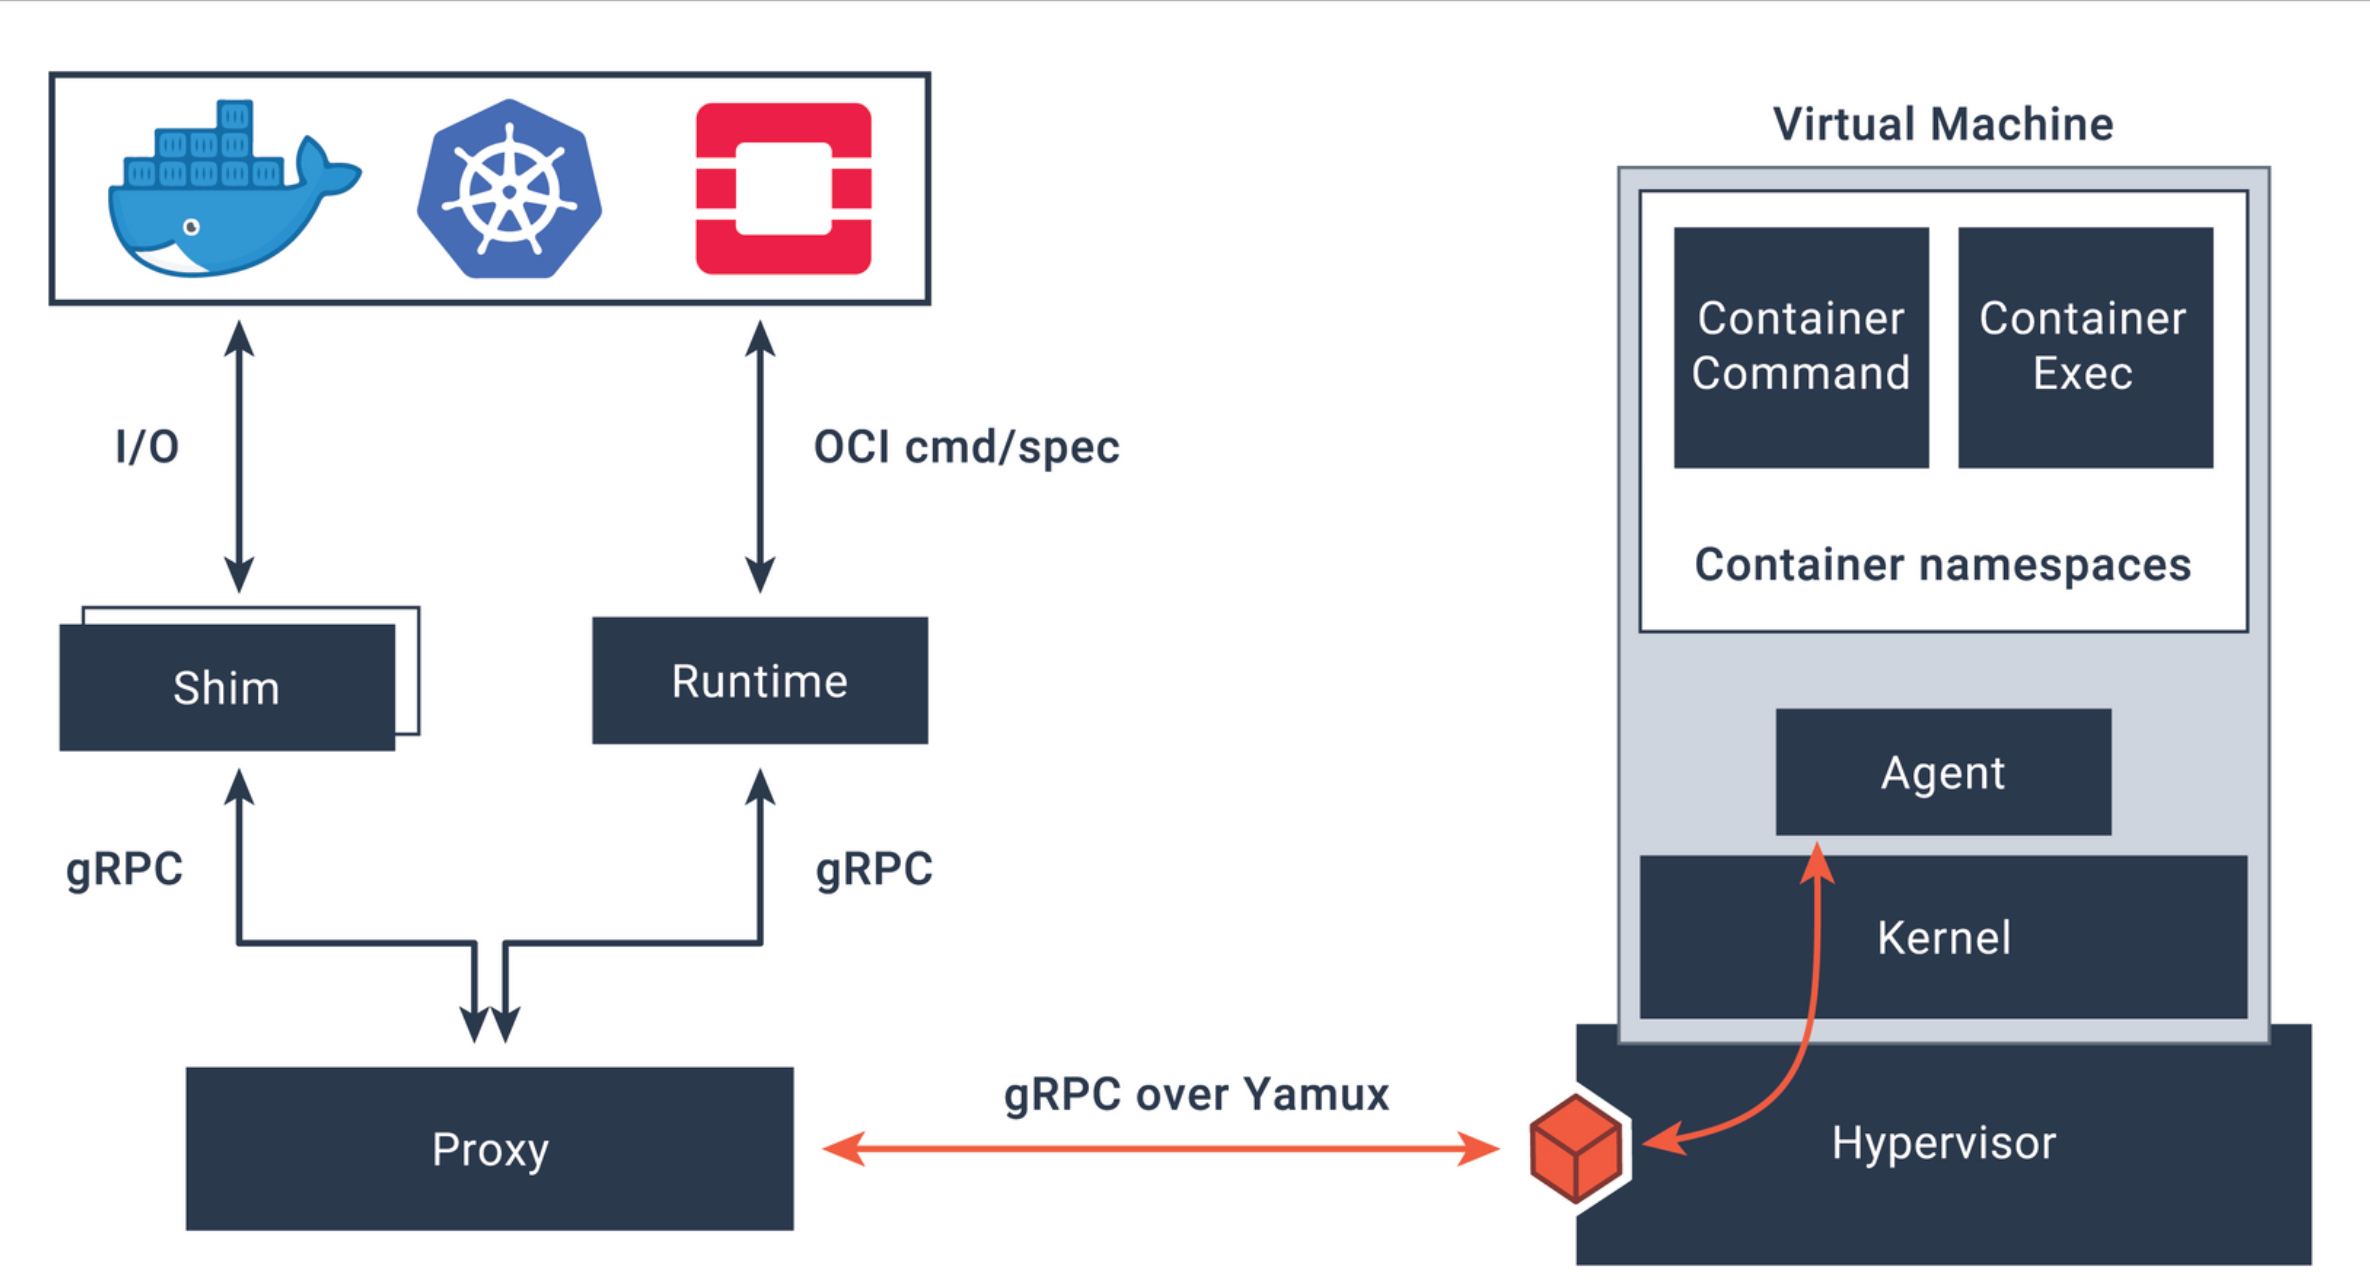 Virtual Machine
Container
Command
Container
Exec
Container namespaces
I/O
OCI cmd/spec
Shim
Runtime
Agent
gRPC
gRPC
Kernel
gRPC over Yamux
Proxy
Hypervisor